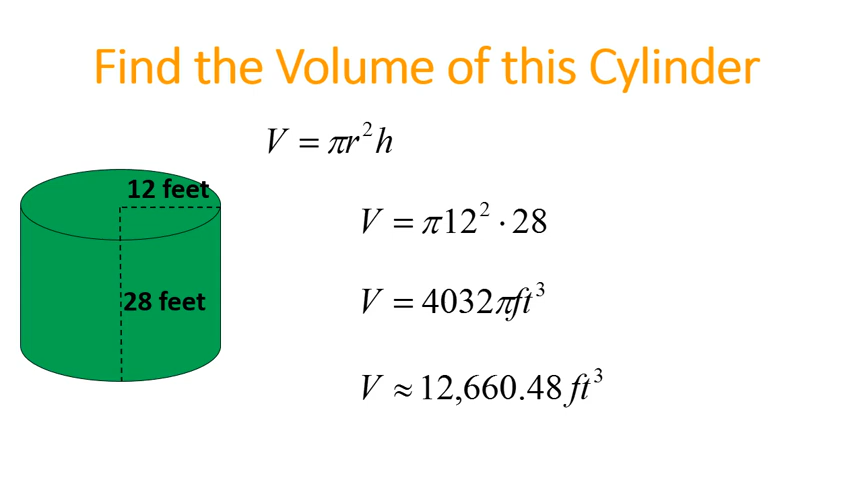 Find the Volume of this Cylinder
V = πr²h
12 feet
V = π12² · 28
28 feet
V = 4032πft³
V ≈ 12,660.48 ft³